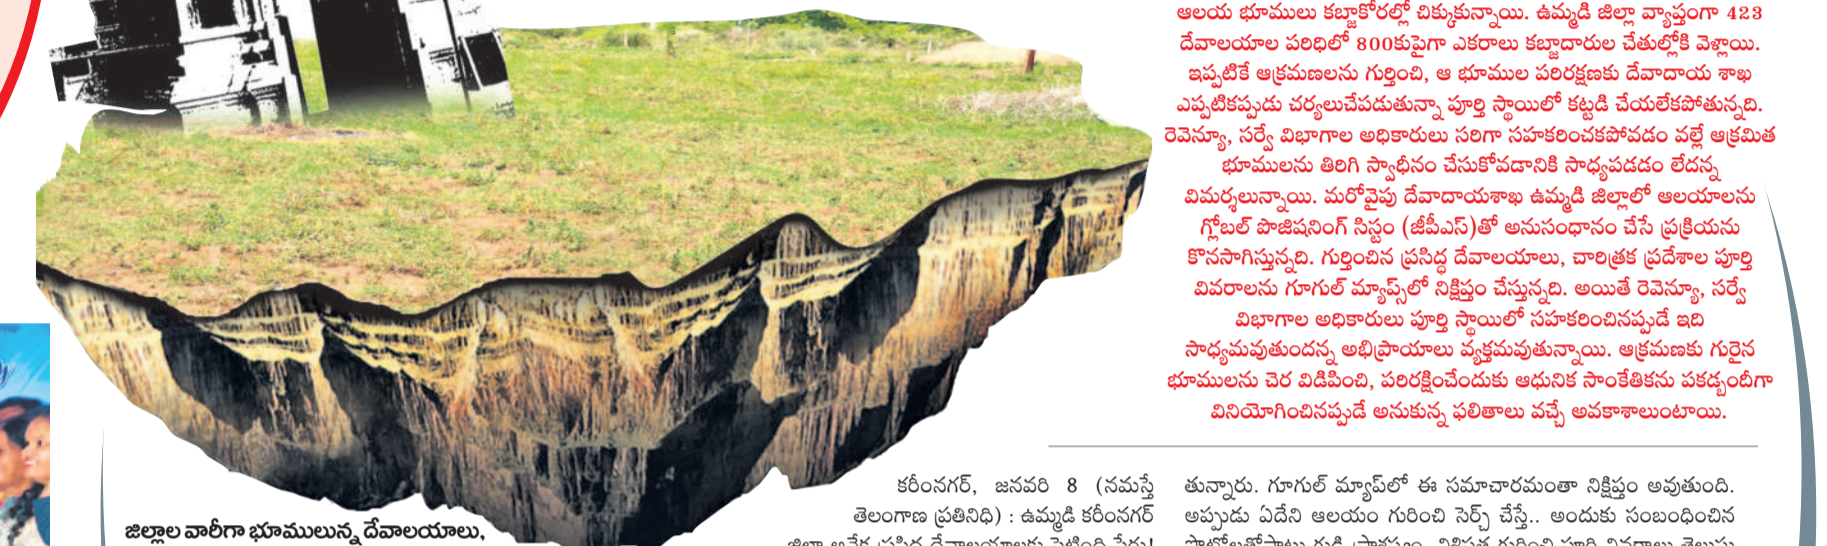 ఆలయ భూములు కబ్జాకోరల్లో చిక్కుకున్నాయి. ఉమ్మడి జిల్లా వ్యాప్తంగా 423
దేవాలయాల పరిధిలో 800కుపైగా ఎకరాలు కబ్జాదారుల చేతుల్లోకి వెళ్లాయి.
ఇప్పటికే ఆక్రమణలను గుర్తించి, ఆ భూముల పరిరక్షణకు దేవాదాయ శాఖ
ఎప్పటికప్పుడు చర్యలుచేపడుతున్నా పూర్తి స్థాయిలో కట్టడి చేయలేకపోతున్నది.
రెవెన్యూ, సర్వే విభాగాల అధికారులు సరిగా సహకరించకపోవడం వల్లే ఆక్రమిత
భూములను తిరిగి స్వాధీనం చేసుకోవడానికి సాధ్యపడడం లేదన్న
విమర్శలున్నాయి. మరోవైపు దేవాదాయశాఖ ఉమ్మడి జిల్లాలో ఆలయాలను
గ్లోబల్ పొజిషనింగ్ సిస్టం (జీపీఎస్)తో అనుసంధానం చేసే ప్రక్రియను
కొనసాగిస్తున్నది. గుర్తించిన ప్రసిద్ధ దేవాలయాలు, చారిత్రక ప్రదేశాల పూర్తి
వివరాలను గూగుల్ మ్యాప్స్‌లో నిక్షిప్తం చేస్తున్నది. అయితే రెవెన్యూ, సర్వే
విభాగాల అధికారులు పూర్తి స్థాయిలో సహకరించినప్పుడే ఇది
సాధ్యమవుతుందన్న అభిప్రాయాలు వ్యక్తమవుతున్నాయి. ఆక్రమణకు గురైన
భూములను చెర విడిపించి, పరిరక్షించేందుకు ఆధునిక సాంకేతికను పకడ్బందీగా
వినియోగించినప్పుడే అనుకున్న ఫలితాలు వచ్చే అవకాశాలుంటాయి.
జిల్లాల వారీగా భూములున్న దేవాలయాలు,
కరీంనగర్, జనవరి 8 (నమస్తే
తెలంగాణ ప్రతినిధి) : ఉమ్మడి కరీంనగర్
తున్నారు. గూగుల్ మ్యాప్‌లో ఈ సమాచారమంతా నిక్షిప్తం అవుతుంది.
అప్పుడు ఏదేని ఆలయం గురించి సెర్చ్ చేస్తే.. అందుకు సంబంధించిన